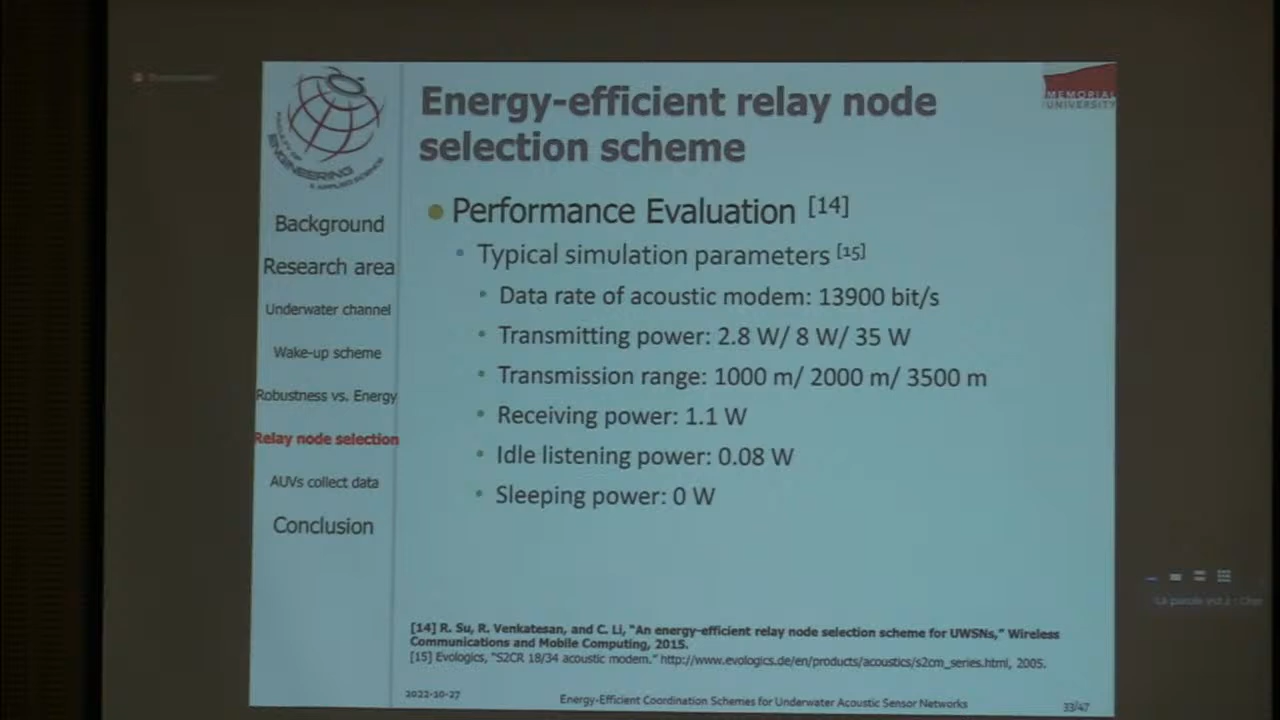 Energy-efficient relay node
selection scheme
MEMORIAL
UNIVERSITY
FACULTY OF
ENGINEERING
& APPLIED SCIENCE
Background
Research area
Underwater channel
Wake-up scheme
Robustness vs. Energy
Relay node selection
AUVs collect data
Conclusion
Performance Evaluation [14]
Typical simulation parameters [15]
Data rate of acoustic modem: 13900 bit/s
Transmitting power: 2.8 W/ 8 W/ 35 W
Transmission range: 1000 m/ 2000 m/ 3500 m
Receiving power: 1.1 W
Idle listening power: 0.08 W
Sleeping power: 0 W
[14] R. Su, R. Venkatesan, and C. Li, "An energy-efficient relay node selection scheme for UWSNs," Wireless
Communications and Mobile Computing, 2015.
[15] Evologics, "S2CR 18/34 acoustic modem." http://www.evologics.de/en/products/acoustics/s2cm_series.html, 2005.
2022-10-27
Energy-Efficient Coordination Schemes for Underwater Acoustic Sensor Networks
33/47